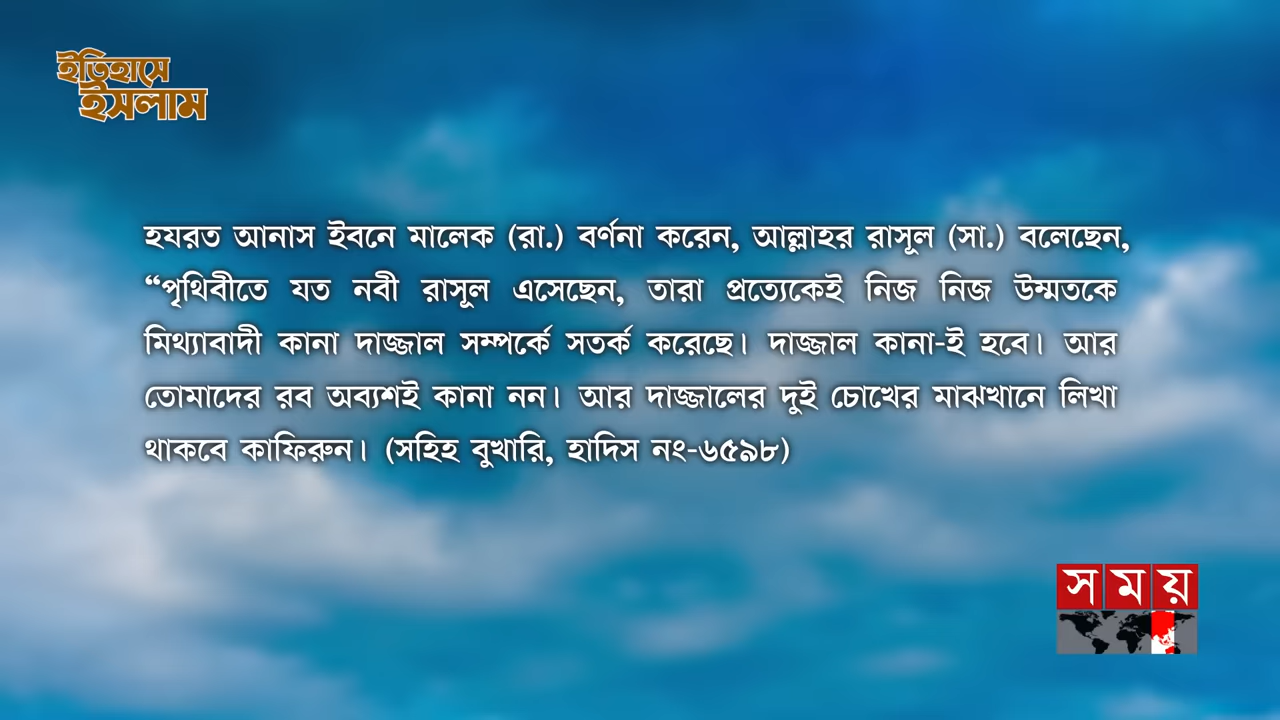 ইতিহাসে
ইসলাম
হযরত আনাস ইবনে মালেক (রা.) বর্ণনা করেন, আল্লাহর রাসূল (সা.) বলেছেন,
“পৃথিবীতে যত নবী রাসূল এসেছেন, তারা প্রত্যেকেই নিজ নিজ উম্মতকে
মিথ্যাবাদী কানা দাজ্জাল সম্পর্কে সতর্ক করেছে। দাজ্জাল কানা-ই হবে। আর
তোমাদের রব অব্যশই কানা নন। আর দাজ্জালের দুই চোখের মাঝখানে লিখা
থাকবে কাফিরুন। (সহিহ বুখারি, হাদিস নং-৬৫৯৮)
সময়